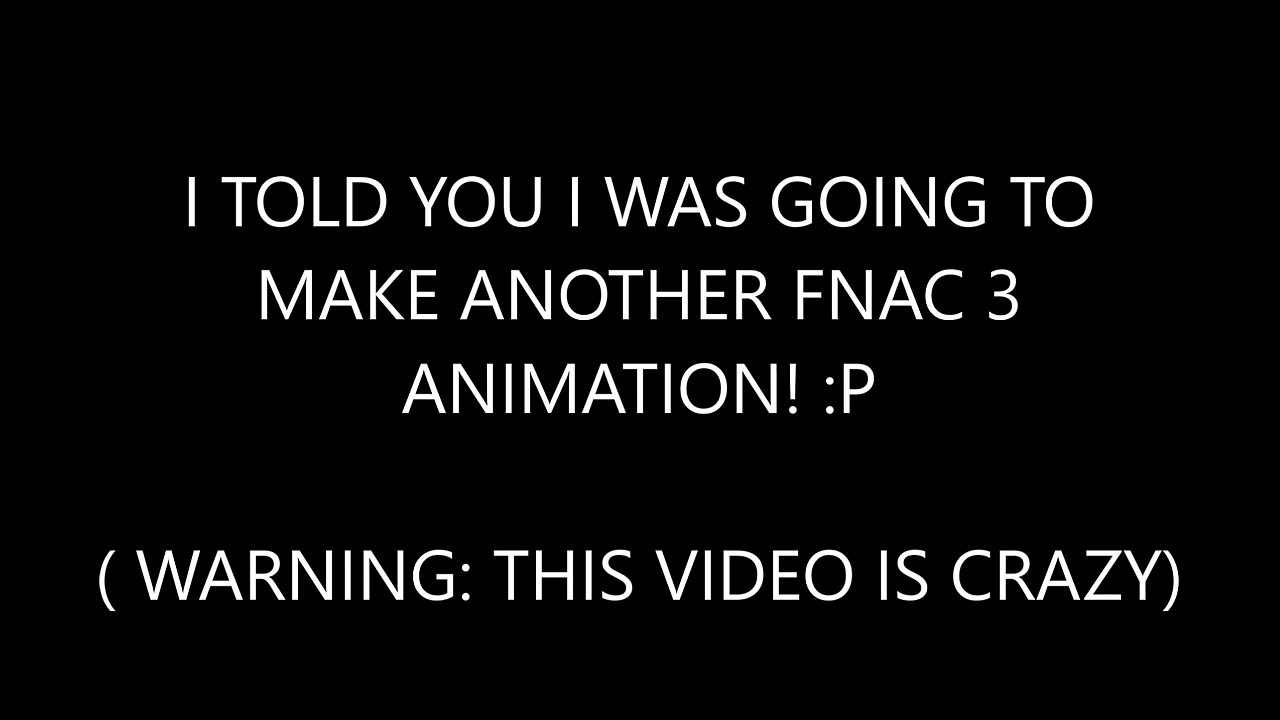 I TOLD YOU I WAS GOING TO
MAKE ANOTHER FNAC 3
ANIMATION! :P
( WARNING: THIS VIDEO IS CRAZY)